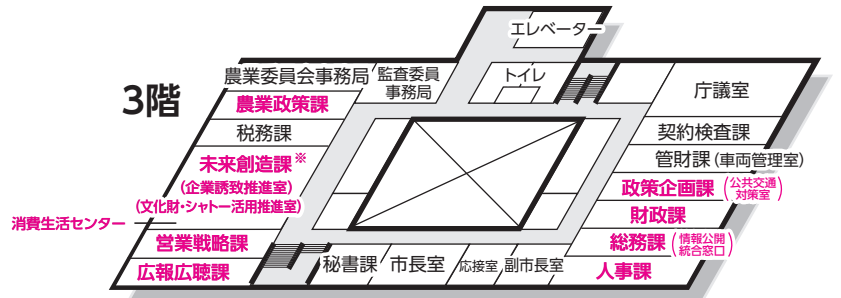 3階
エレベーター
農業委員会事務局
監査委員
事務局
トイレ
庁議室
農業政策課
税務課
契約検査課
未来創造課※
(企業誘致推進室)
(文化財・シャトー活用推進室)
管財課(車両管理室)
政策企画課(公共交通
対策室)
消費生活センター
財政課
営業戦略課
総務課(情報公開
統合窓口)
広報広聴課
秘書課
市長室
応接室
副市長室
人事課